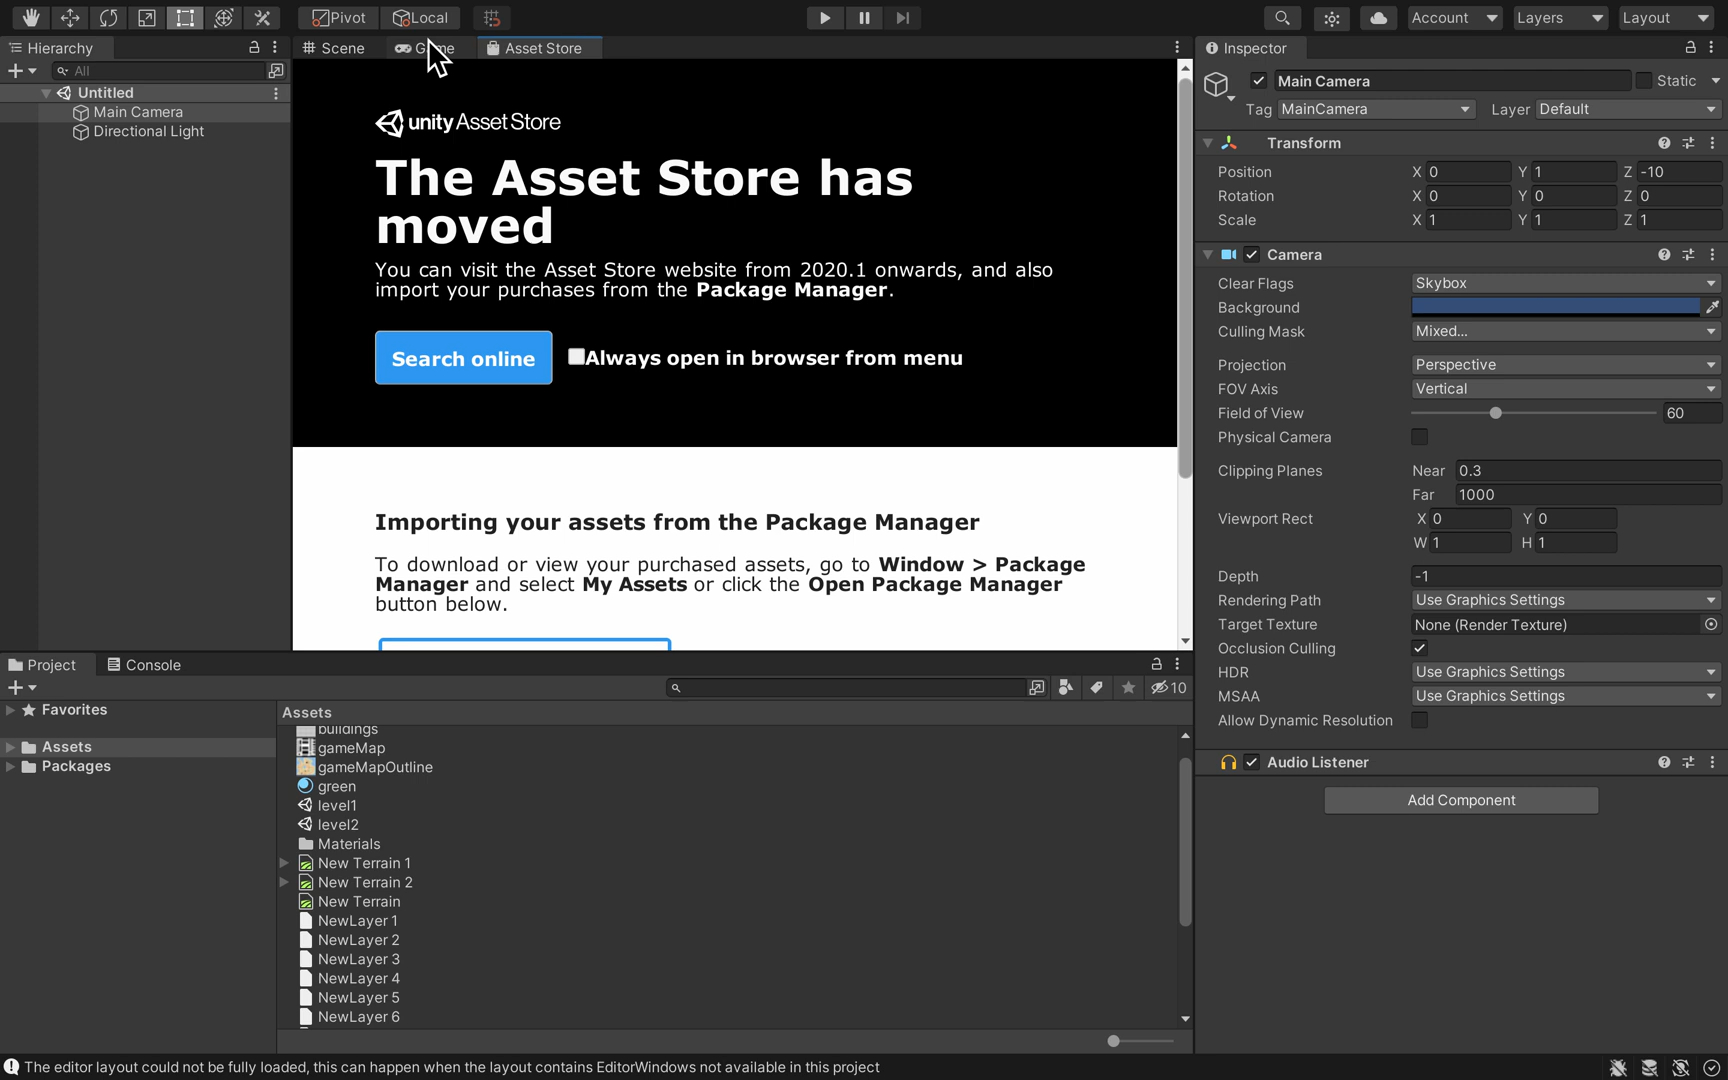 Pivot
Local
Account
Layers
Layout
Hierarchy
Scene
Asset Store
Inspector
All
Untitled
Main Camera
Directional Light
unity Asset Store
The Asset Store has
moved
You can visit the Asset Store website from 2020.1 onwards, and also
import your purchases from the Package Manager.
Search online
Always open in browser from menu
Importing your assets from the Package Manager
To download or view your purchased assets, go to Window > Package
Manager and select My Assets or click the Open Package Manager
button below.
Main Camera
Static
Tag MainCamera
Layer Default
Transform
Position X 0 Y 1 Z -10
Rotation X 0 Y 0 Z 0
Scale X 1 Y 1 Z 1
Camera
Clear Flags Skybox
Background
Culling Mask Mixed...
Projection Perspective
FOV Axis Vertical
Field of View 60
Physical Camera
Clipping Planes Near 0.3
Far 1000
Viewport Rect X 0 Y 0
W 1 H 1
Depth -1
Rendering Path Use Graphics Settings
Target Texture None (Render Texture)
Occlusion Culling
HDR Use Graphics Settings
MSAA Use Graphics Settings
Allow Dynamic Resolution
Audio Listener
Add Component
Project
Console
10
Favorites
Assets
Packages
Assets
buildings
gameMap
gameMapOutline
green
level1
level2
Materials
New Terrain 1
New Terrain 2
New Terrain
NewLayer 1
NewLayer 2
NewLayer 3
NewLayer 4
NewLayer 5
NewLayer 6
The editor layout could not be fully loaded, this can happen when the layout contains EditorWindows not available in this project